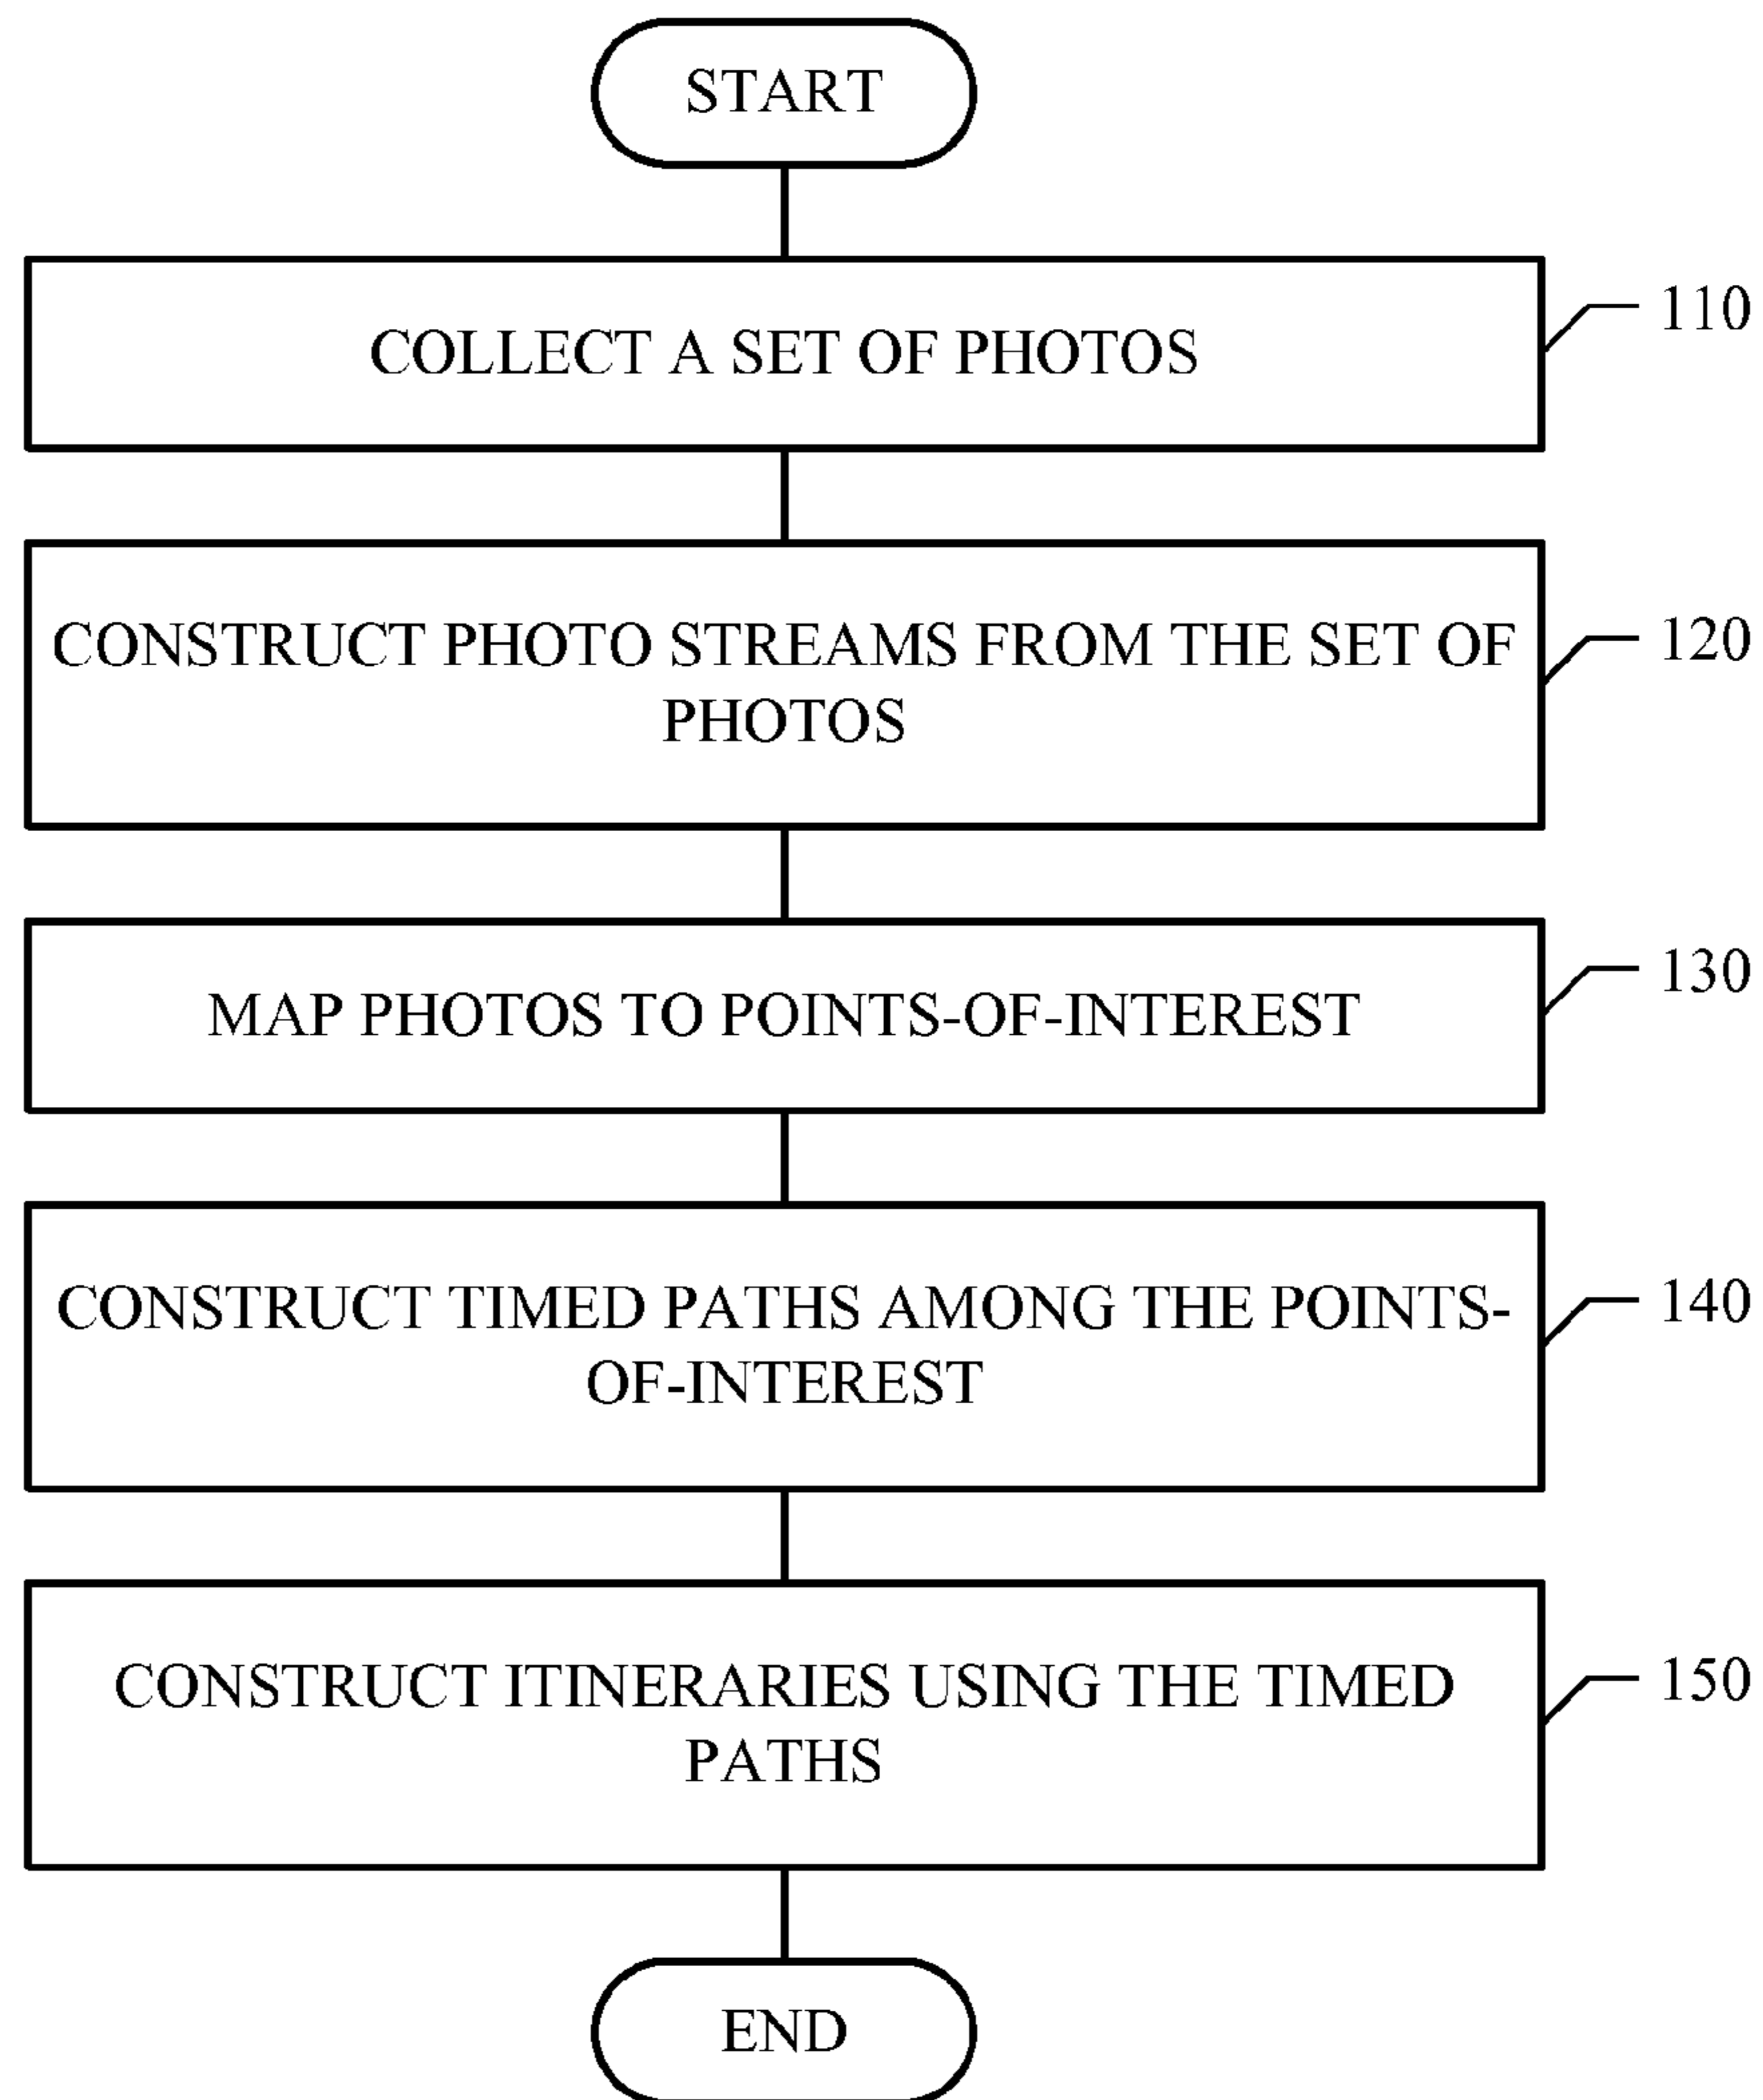 START
COLLECT A SET OF PHOTOS
110
CONSTRUCT PHOTO STREAMS FROM THE SET OF
PHOTOS
120
MAP PHOTOS TO POINTS-OF-INTEREST
130
CONSTRUCT TIMED PATHS AMONG THE POINTS-
OF-INTEREST
140
CONSTRUCT ITINERARIES USING THE TIMED
PATHS
150
END